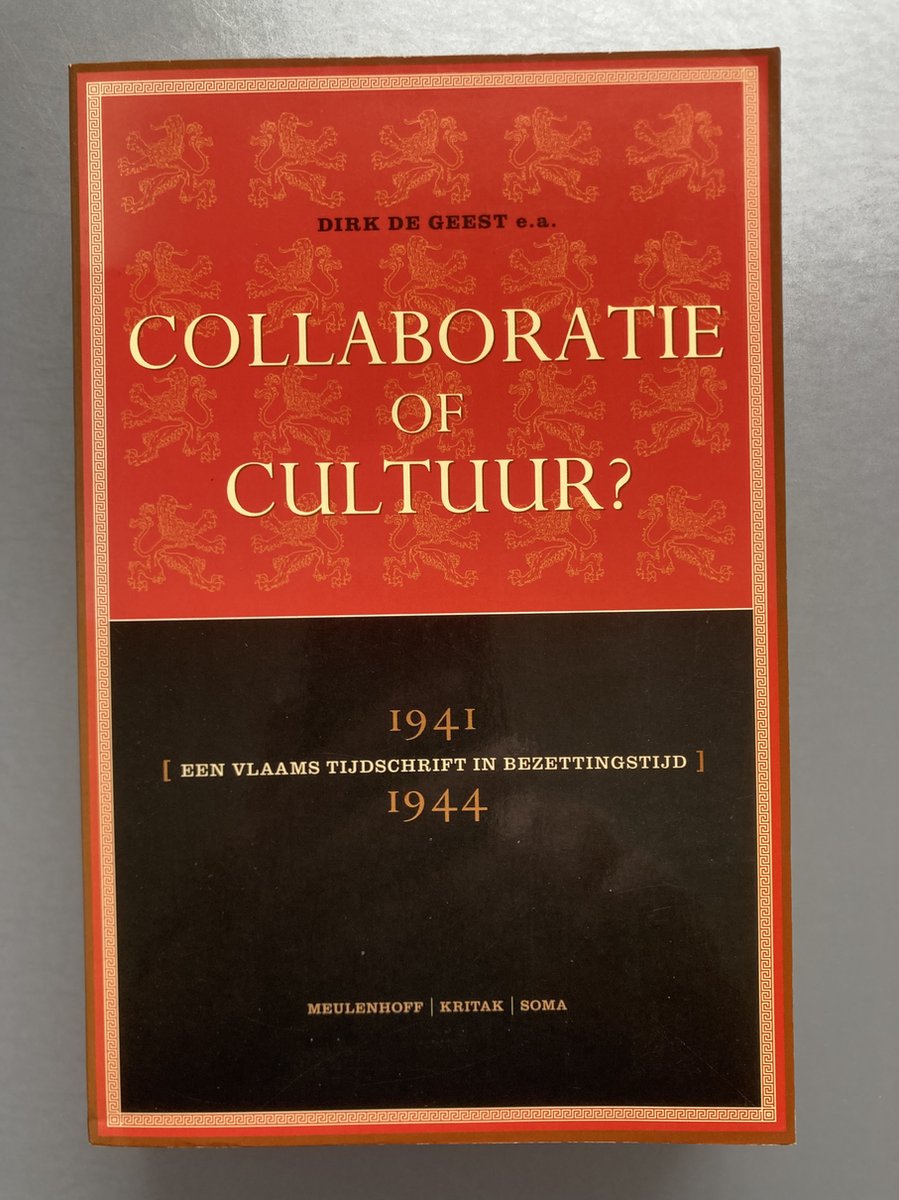 DIRK DE GEEST e.a.
COLLABORATIE
OF
CULTUUR?
1941
[ EEN VLAAMS TIJDSCHRIFT IN BEZETTINGSTIJD ]
1944
MEULENHOFF | KRITAK | SOMA